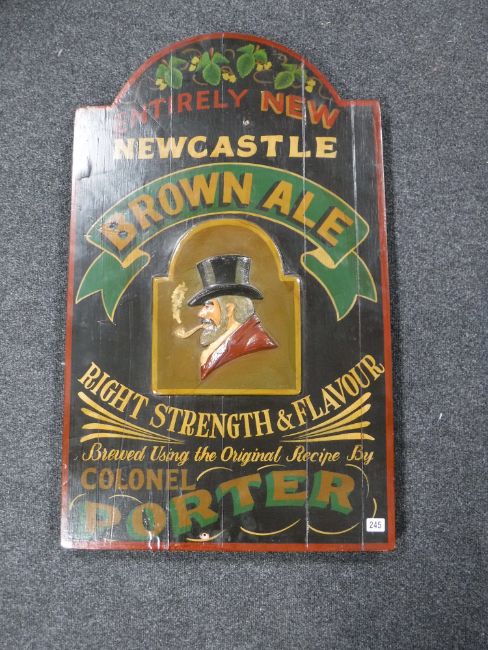 ENTIRELY NEW
NEWCASTLE
BROWN ALE
RIGHT STRENGTH & FLAVOUR
Brewed Using the Original Recipe By
COLONEL
PORTER
245